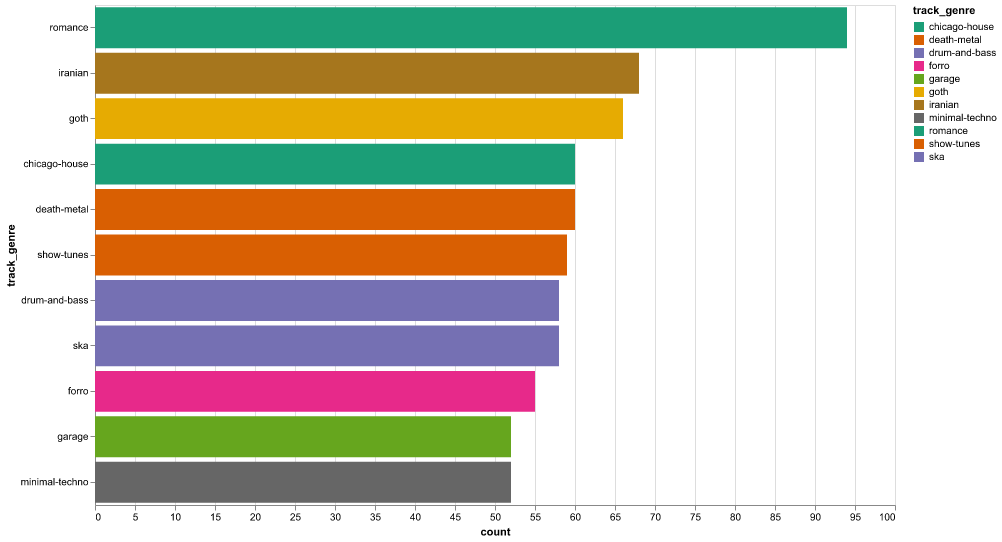 track_genre
romance
iranian
goth
chicago-house
death-metal
show-tunes
drum-and-bass
ska
forro
garage
minimal-techno
0 5 10 15 20 25 30 35 40 45 50 55 60 65 70 75 80 85 90 95 100
count
track_genre
chicago-house
death-metal
drum-and-bass
forro
garage
goth
iranian
minimal-techno
romance
show-tunes
ska